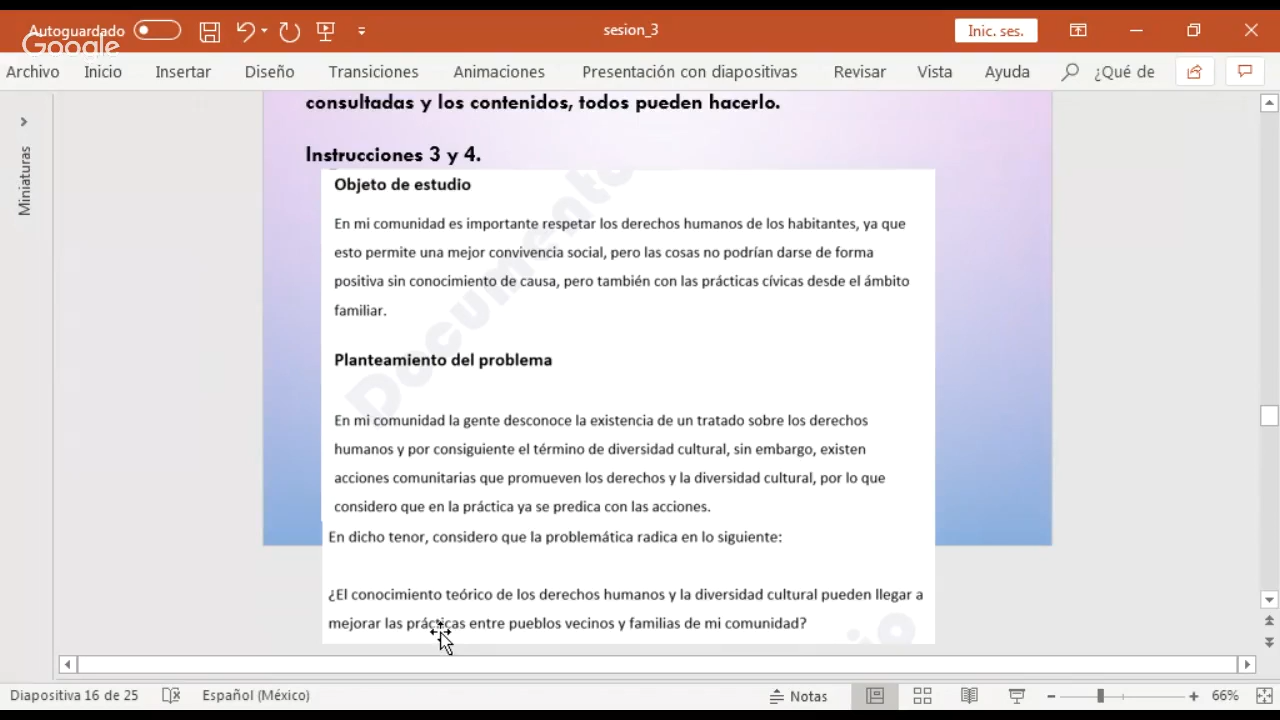 Autoguardado
Google
sesion_3
Inic. ses.
Archivo Inicio Insertar Diseño Transiciones Animaciones Presentación con diapositivas Revisar Vista Ayuda ¿Qué de
Miniaturas
consultadas y los contenidos, todos pueden hacerlo.
Instrucciones 3 y 4.
Objeto de estudio
En mi comunidad es importante respetar los derechos humanos de los habitantes, ya que
esto permite una mejor convivencia social, pero las cosas no podrían darse de forma
positiva sin conocimiento de causa, pero también con las prácticas cívicas desde el ámbito
familiar.
Planteamiento del problema
En mi comunidad la gente desconoce la existencia de un tratado sobre los derechos
humanos y por consiguiente el término de diversidad cultural, sin embargo, existen
acciones comunitarias que promueven los derechos y la diversidad cultural, por lo que
considero que en la práctica ya se predica con las acciones.
En dicho tenor, considero que la problemática radica en lo siguiente:
¿El conocimiento teórico de los derechos humanos y la diversidad cultural pueden llegar a
mejorar las prácticas entre pueblos vecinos y familias de mi comunidad?
Documento
Diapositiva 16 de 25 Español (México) Notas 66%